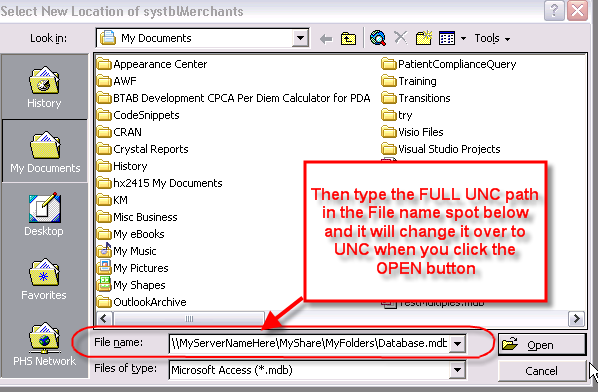 Select New Location of systblMerchants
Look in:
My Documents
Tools
History
My Documents
Desktop
Favorites
PHS Network
Appearance Center
AWF
BTAB Development CPCA Per Diem Calculator for PDA
CodeSnippets
CRAN
Crystal Reports
History
hx2415 My Documents
KM
Misc Business
My eBooks
My Music
My Pictures
My Shapes
OutlookArchive
PatientComplianceQuery
Training
Transitions
try
Visio Files
Visual Studio Projects
TestMultiples.mdb
Then type the FULL UNC path
in the File name spot below
and it will change it over to
UNC when you click the
OPEN button
File name:
\\MyServerNameHere\MyShare\MyFolders\Database.mdb
Open
Files of type:
Microsoft Access (*.mdb)
Cancel